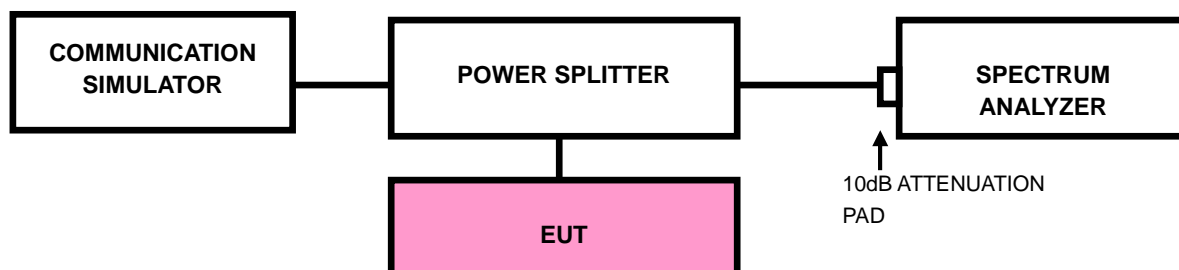 COMMUNICATION
SIMULATOR
POWER SPLITTER
SPECTRUM
ANALYZER
10dB ATTENUATION
PAD
EUT